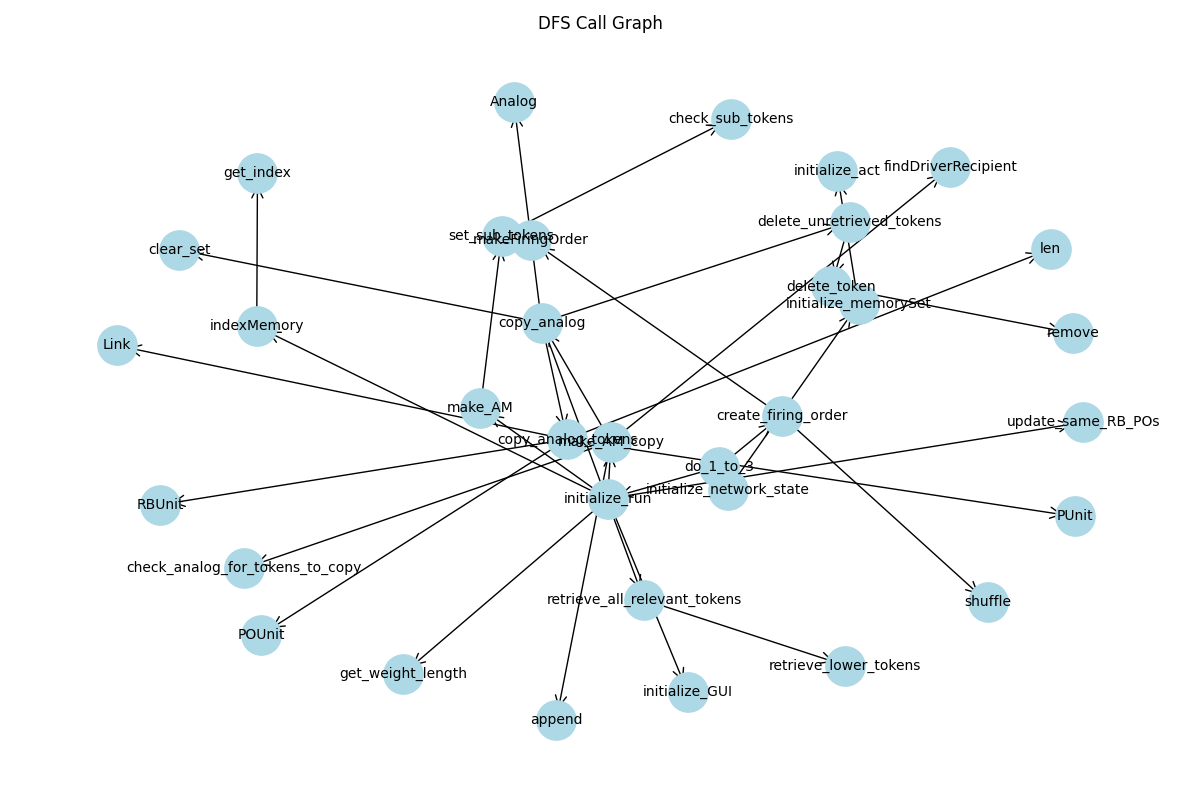 DFS Call Graph
Analog
check_sub_tokens
findDriverRecipient
initialize_act
get_index
delete_unretrieved_tokens
set_sub_tokens
makeFiringOrder
clear_set
len
delete_token
initialize_memorySet
copy_analog
indexMemory
remove
Link
make_AM
create_firing_order
update_same_RB_POs
copy_analog_tokens
make_AM_copy
do_1_to_3
initialize_network_state
initialize_run
RBUnit
PUnit
check_analog_for_tokens_to_copy
retrieve_all_relevant_tokens
shuffle
POUnit
retrieve_lower_tokens
get_weight_length
initialize_GUI
append